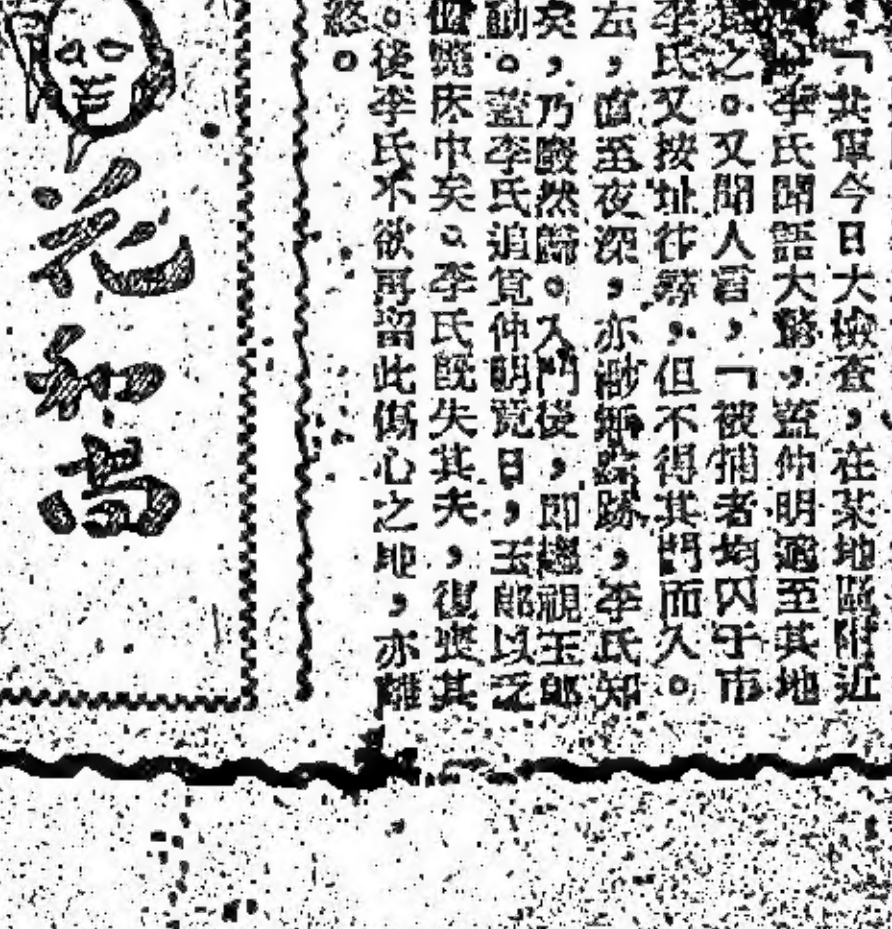 ，「共軍今日大檢查，在某地區附近
李氏聞語大驚，蓋仲明適至其地
之。又聞人言，「被捕者均囚于市
李氏又按址往尋，但不得其門而入。
左，直至夜深，亦渺無蹤跡，李氏知
矣，乃廢然歸。入門後，即趨視玉郎
劇。蓋李氏追覓仲明竟日，玉郎以乏
斃床中矣。李氏既失其夫，復喪其
。後李氏不欲再留此傷心之地，亦離
終。
花和尚